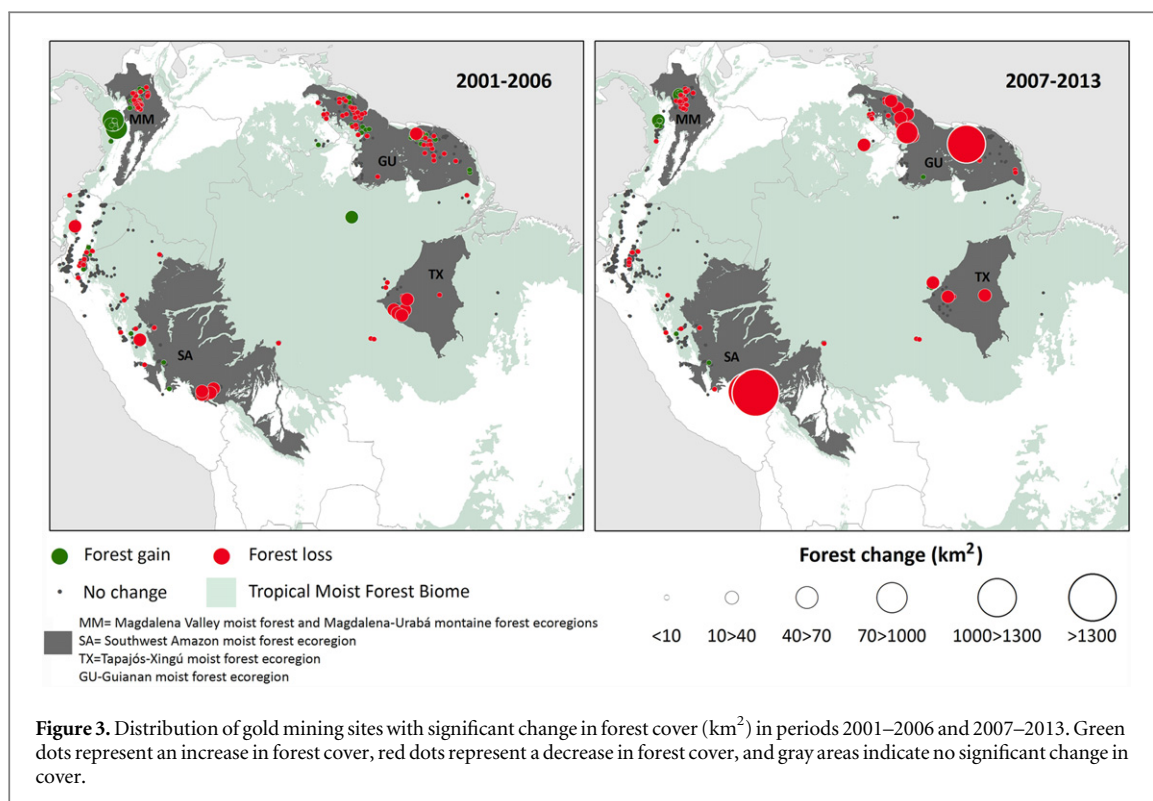 2001-2006
2007-2013
MM
GU
TX
SA
MM
GU
TX
SA
Forest gain
Forest loss
No change
Tropical Moist Forest Biome
MM= Magdalena Valley moist forest and Magdalena-Urabá montaine forest ecoregions
SA= Southwest Amazon moist forest ecoregion
TX=Tapajós-Xingú moist forest ecoregion
GU-Guianan moist forest ecoregion
Forest change (km²)
<10 10>40 40>70 70>1000 1000>1300 >1300
Figure 3. Distribution of gold mining sites with significant change in forest cover (km²) in periods 2001–2006 and 2007–2013. Green
dots represent an increase in forest cover, red dots represent a decrease in forest cover, and gray areas indicate no significant change in
cover.